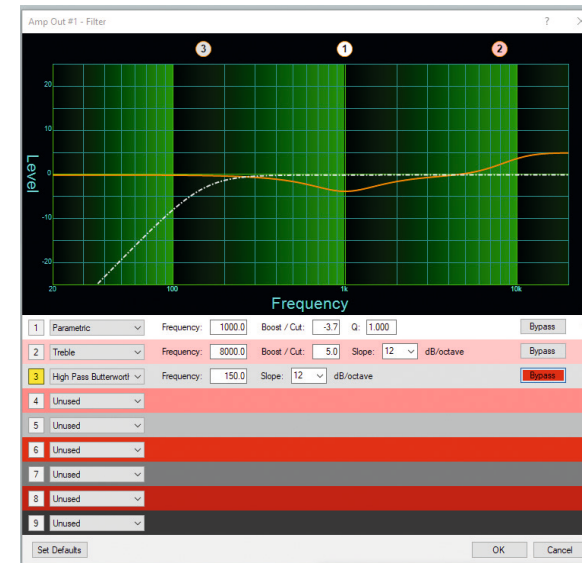 Amp Out #1 - Filter ?
3 1 2
20
10
0
-10
-20
Level
20 100 1k 10k
Frequency
1 Parametric Frequency: 1000.0 Boost / Cut: -3.7 Q: 1.000 Bypass
2 Treble Frequency: 8000.0 Boost / Cut: 5.0 Slope: 12 dB/octave Bypass
3 High Pass Butterwort Frequency: 150.0 Slope: 12 dB/octave Bypass
4 Unused
5 Unused
6 Unused
7 Unused
8 Unused
9 Unused
Set Defaults OK Cancel